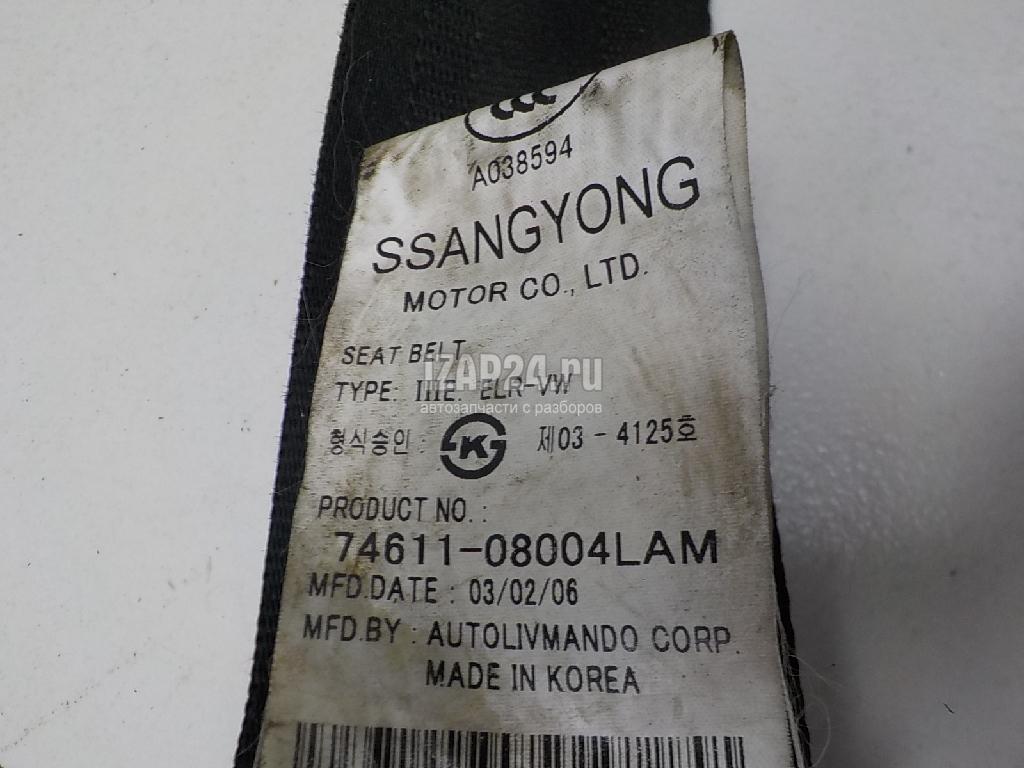 CCC
A038594
SSANGYONG
MOTOR CO., LTD.
SEAT BELT
iZAP24.ru
TYPE: IIIE. ELR-VW
автозапчасти с разборов
형식승인 : K 제03 - 4125호
PRODUCT NO. :
74611-08004LAM
MFD.DATE : 03/02/06
MFD.BY : AUTOLIVMANDO CORP.
MADE IN KOREA